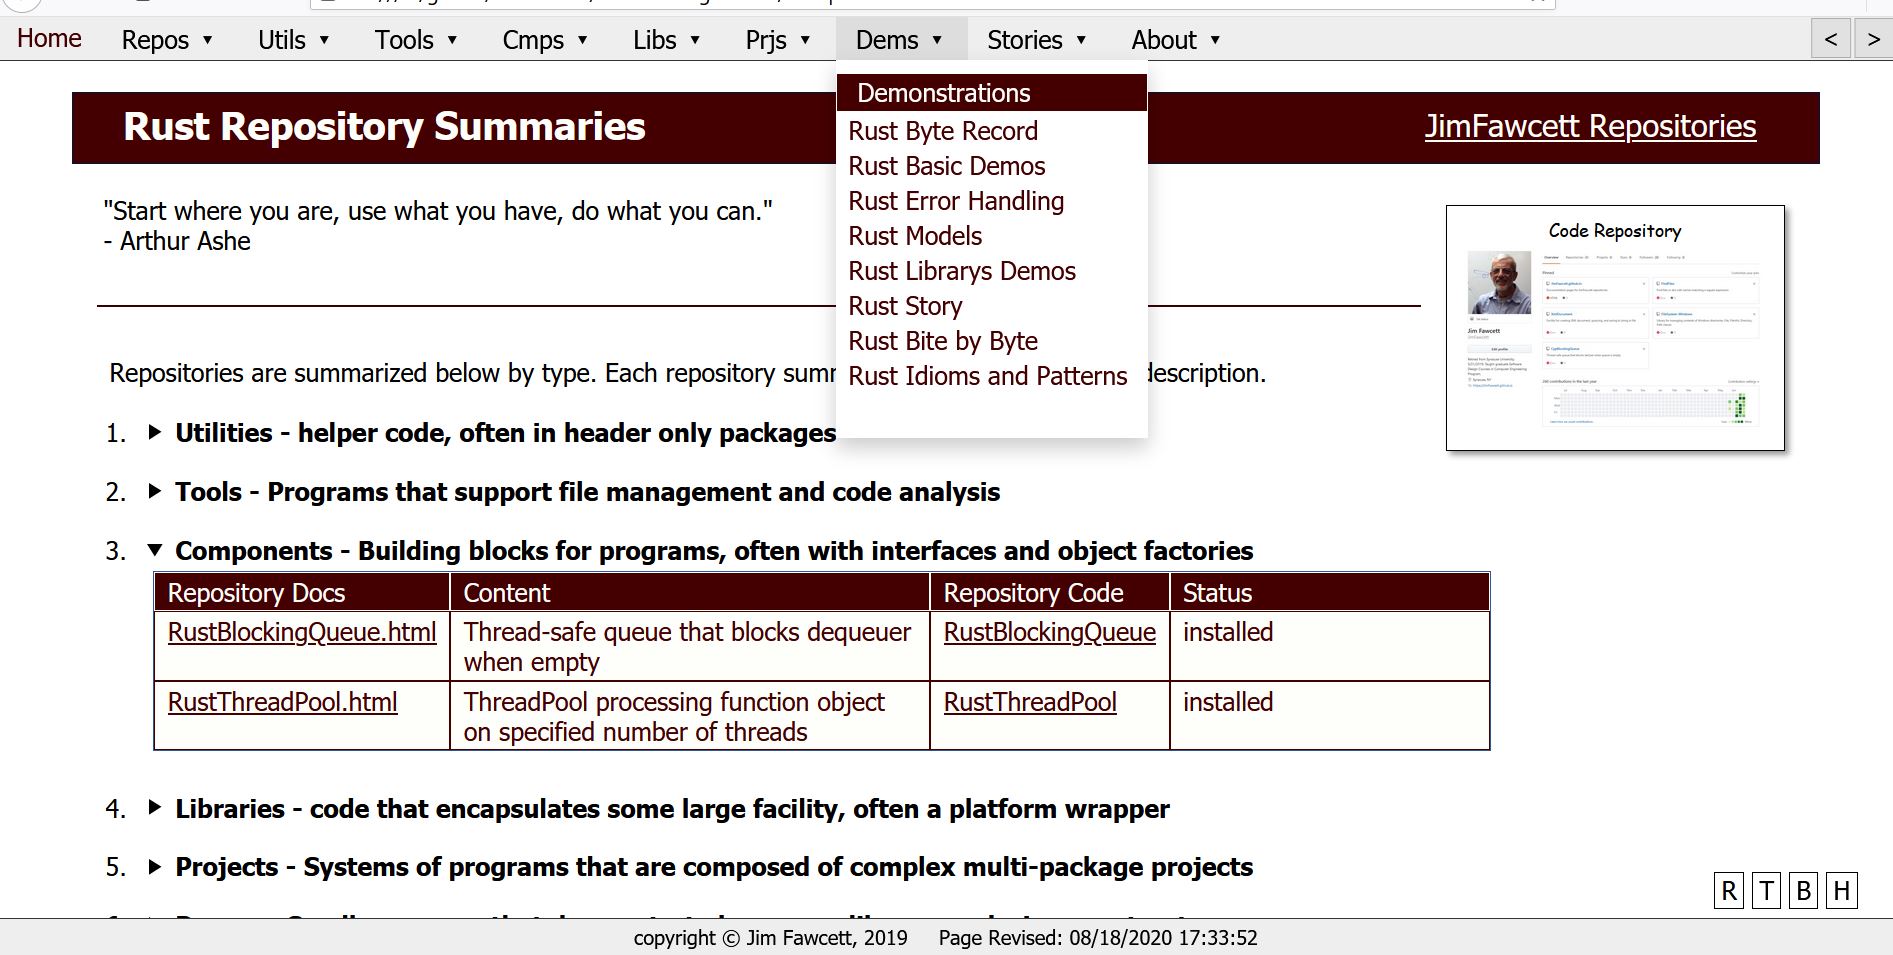 Home Repos ▼ Utils ▼ Tools ▼ Cmps ▼ Libs ▼ Prjs ▼ Dems ▼ Stories ▼ About ▼ < >
Demonstrations
Rust Byte Record
Rust Basic Demos
Rust Error Handling
Rust Models
Rust Librarys Demos
Rust Story
Rust Bite by Byte
Rust Idioms and Patterns
Rust Repository Summaries
JimFawcett Repositories
"Start where you are, use what you have, do what you can."
- Arthur Ashe
Code Repository
Jim Fawcett
Repositories are summarized below by type. Each repository escription.
1. ▶ Utilities - helper code, often in header only packages
2. ▶ Tools - Programs that support file management and code analysis
3. ▼ Components - Building blocks for programs, often with interfaces and object factories
Repository Docs Content Repository Code Status
RustBlockingQueue.html Thread-safe queue that blocks dequeuer RustBlockingQueue installed
when empty
RustThreadPool.html ThreadPool processing function object RustThreadPool installed
on specified number of threads
4. ▶ Libraries - code that encapsulates some large facility, often a platform wrapper
5. ▶ Projects - Systems of programs that are composed of complex multi-package projects
R T B H
copyright © Jim Fawcett, 2019 Page Revised: 08/18/2020 17:33:52